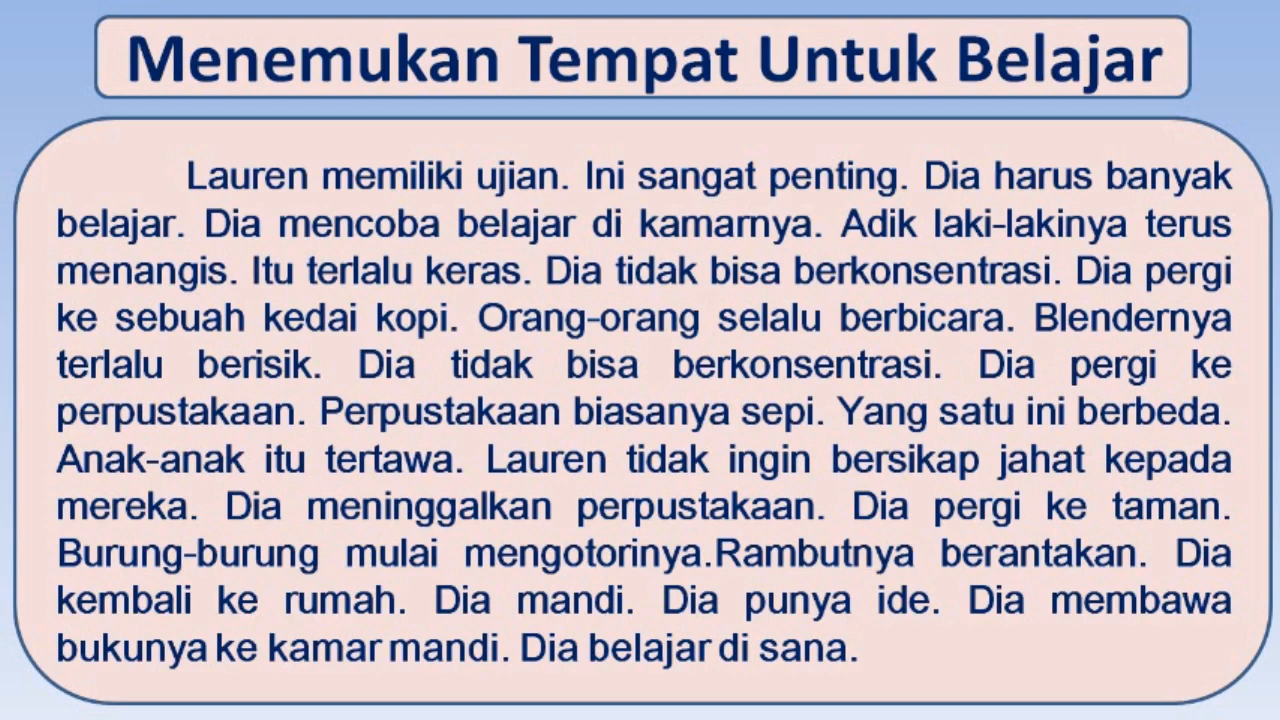 Menemukan Tempat Untuk Belajar
Lauren memiliki ujian. Ini sangat penting. Dia harus banyak
belajar. Dia mencoba belajar di kamarnya. Adik laki-lakinya terus
menangis. Itu terlalu keras. Dia tidak bisa berkonsentrasi. Dia pergi
ke sebuah kedai kopi. Orang-orang selalu berbicara. Blendernya
terlalu berisik. Dia tidak bisa berkonsentrasi. Dia pergi ke
perpustakaan. Perpustakaan biasanya sepi. Yang satu ini berbeda.
Anak-anak itu tertawa. Lauren tidak ingin bersikap jahat kepada
mereka. Dia meninggalkan perpustakaan. Dia pergi ke taman.
Burung-burung mulai mengotorinya.Rambutnya berantakan. Dia
kembali ke rumah. Dia mandi. Dia punya ide. Dia membawa
bukunya ke kamar mandi. Dia belajar di sana.